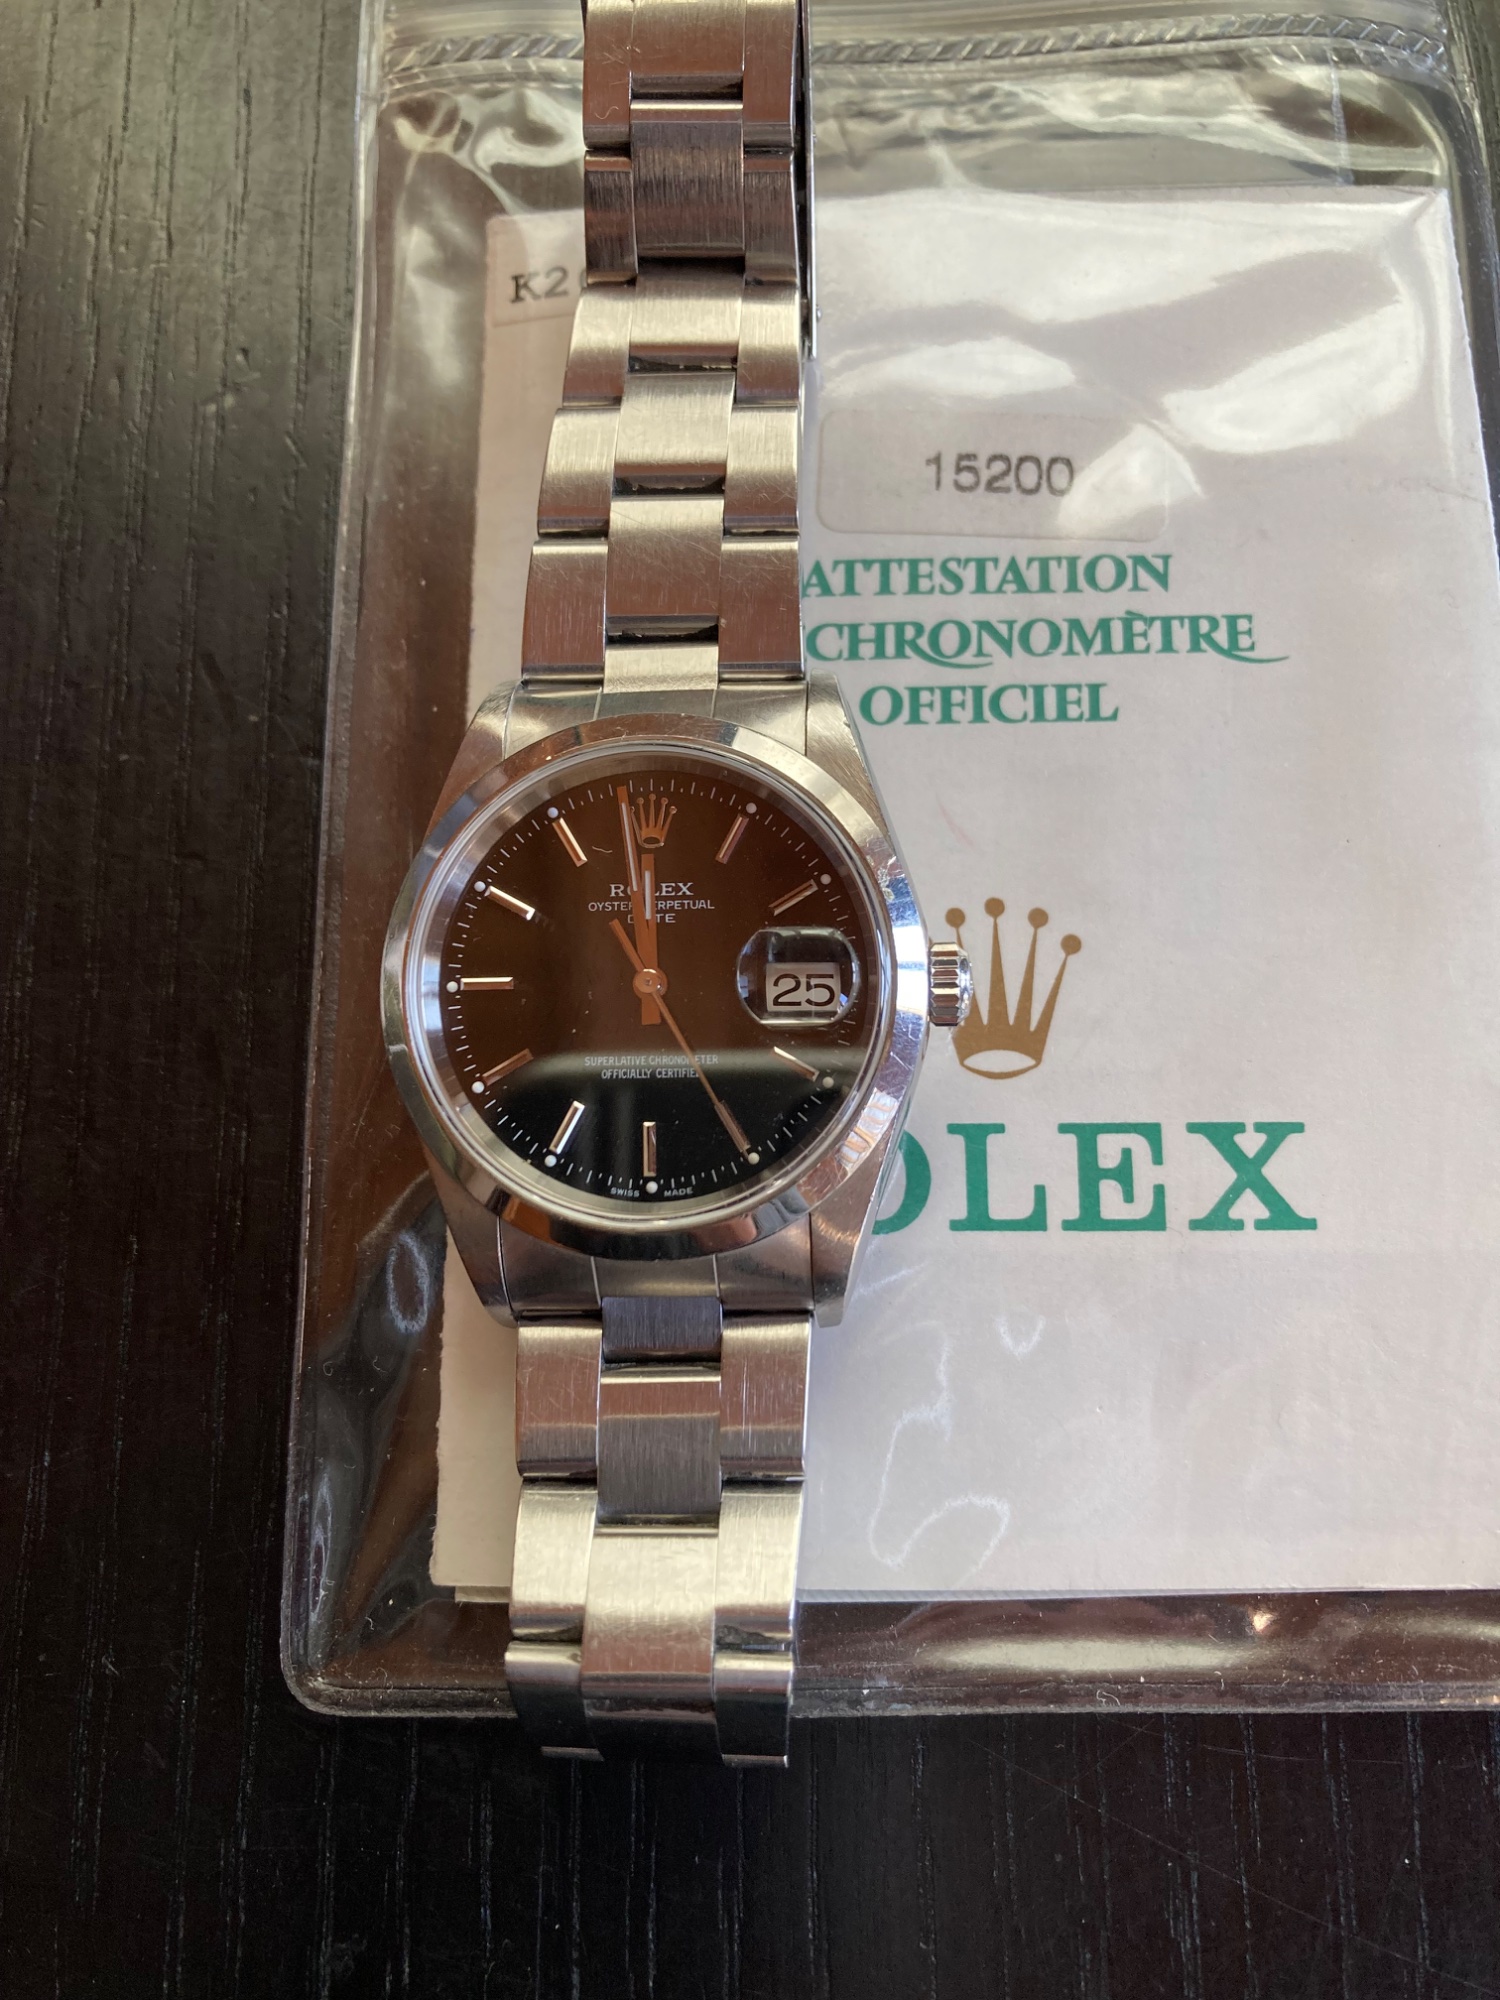 K2
15200
ATTESTATION
CHRONOMÈTRE
OFFICIEL
OLEX
ROLEX
OYSTER PERPETUAL
DATE
25
SUPERLATIVE CHRONOMETER
OFFICIALLY CERTIFIED
SWISS MADE